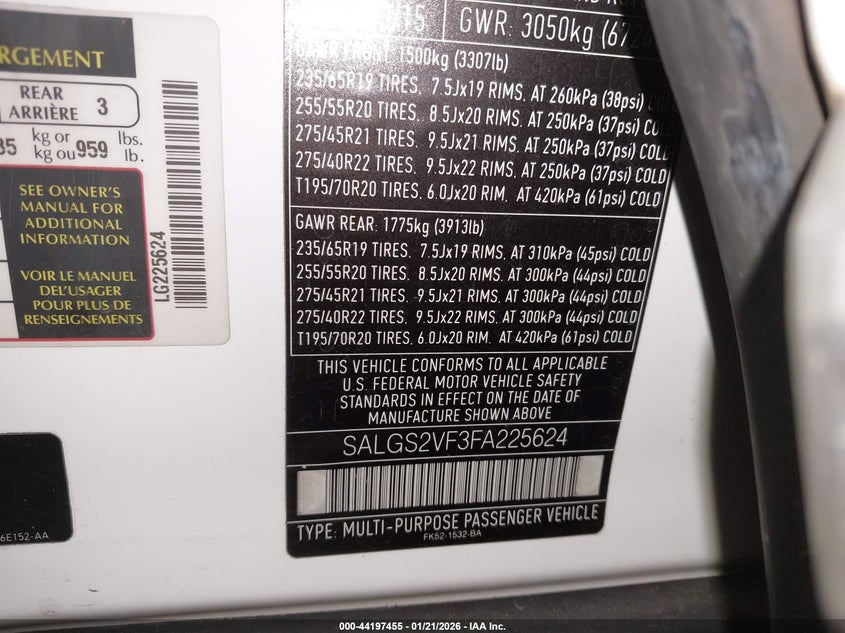 RGEMENT
REAR
ARRIÈRE 3
kg or
kg ou 959 lbs.
lb.
SEE OWNER'S
MANUAL FOR
ADDITIONAL
INFORMATION
VOIR LE MANUEL
DEL'USAGER
POUR PLUS DE
RENSEIGNEMENTS
LG225624
6E152-AA
GWR: 3050kg
GAWR FRONT 1500kg (3307lb)
235/65R19 TIRES. 7.5Jx19 RIMS. AT 260kPa (38psi) COLD
255/55R20 TIRES. 8.5Jx20 RIMS. AT 250kPa (37psi) COLD
275/45R21 TIRES. 9.5Jx21 RIMS. AT 250kPa (37psi) COLD
275/40R22 TIRES. 9.5Jx22 RIMS. AT 250kPa (37psi) COLD
T195/70R20 TIRES. 6.0Jx20 RIM. AT 420kPa (61psi) COLD
GAWR REAR: 1775kg (3913lb)
235/65R19 TIRES. 7.5Jx19 RIMS. AT 310kPa (45psi) COLD
255/55R20 TIRES. 8.5Jx20 RIMS. AT 300kPa (44psi) COLD
275/45R21 TIRES. 9.5Jx21 RIMS. AT 300kPa (44psi) COLD
275/40R22 TIRES. 9.5Jx22 RIMS. AT 300kPa (44psi) COLD
T195/70R20 TIRES. 6.0Jx20 RIM. AT 420kPa (61psi) COLD
THIS VEHICLE CONFORMS TO ALL APPLICABLE
U.S. FEDERAL MOTOR VEHICLE SAFETY
STANDARDS IN EFFECT ON THE DATE OF
MANUFACTURE SHOWN ABOVE
SALGS2VF3FA225624
TYPE: MULTI-PURPOSE PASSENGER VEHICLE
FK52-1532-BA
000-44197455 - 01/21/2026 - IAA Inc.